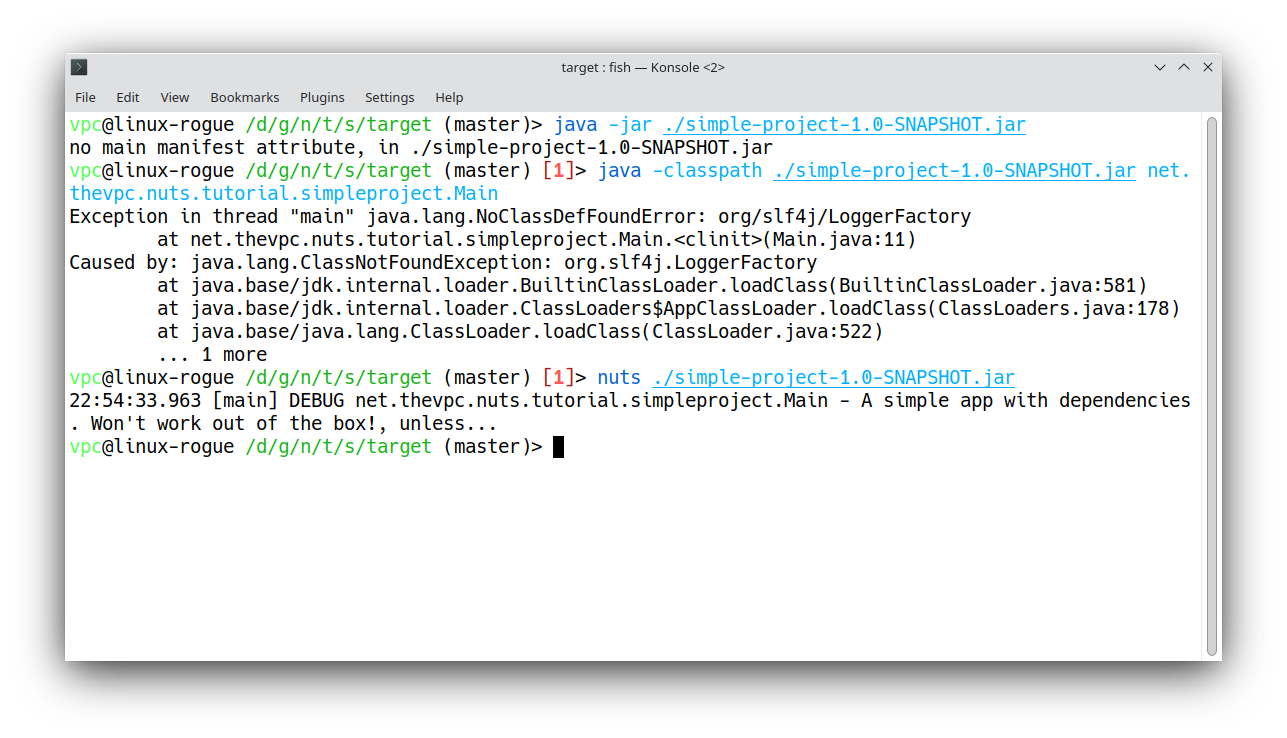 target : fish — Konsole <2>
File Edit View Bookmarks Plugins Settings Help
vpc@linux-rogue /d/g/n/t/s/target (master)> java -jar ./simple-project-1.0-SNAPSHOT.jar
no main manifest attribute, in ./simple-project-1.0-SNAPSHOT.jar
vpc@linux-rogue /d/g/n/t/s/target (master) [1]> java -classpath ./simple-project-1.0-SNAPSHOT.jar net.
thevpc.nuts.tutorial.simpleproject.Main
Exception in thread "main" java.lang.NoClassDefFoundError: org/slf4j/LoggerFactory
        at net.thevpc.nuts.tutorial.simpleproject.Main.<clinit>(Main.java:11)
Caused by: java.lang.ClassNotFoundException: org.slf4j.LoggerFactory
        at java.base/jdk.internal.loader.BuiltinClassLoader.loadClass(BuiltinClassLoader.java:581)
        at java.base/jdk.internal.loader.ClassLoaders$AppClassLoader.loadClass(ClassLoaders.java:178)
        at java.base/java.lang.ClassLoader.loadClass(ClassLoader.java:522)
        ... 1 more
vpc@linux-rogue /d/g/n/t/s/target (master) [1]> nuts ./simple-project-1.0-SNAPSHOT.jar
22:54:33.963 [main] DEBUG net.thevpc.nuts.tutorial.simpleproject.Main - A simple app with dependencies
. Won't work out of the box!, unless...
vpc@linux-rogue /d/g/n/t/s/target (master)>